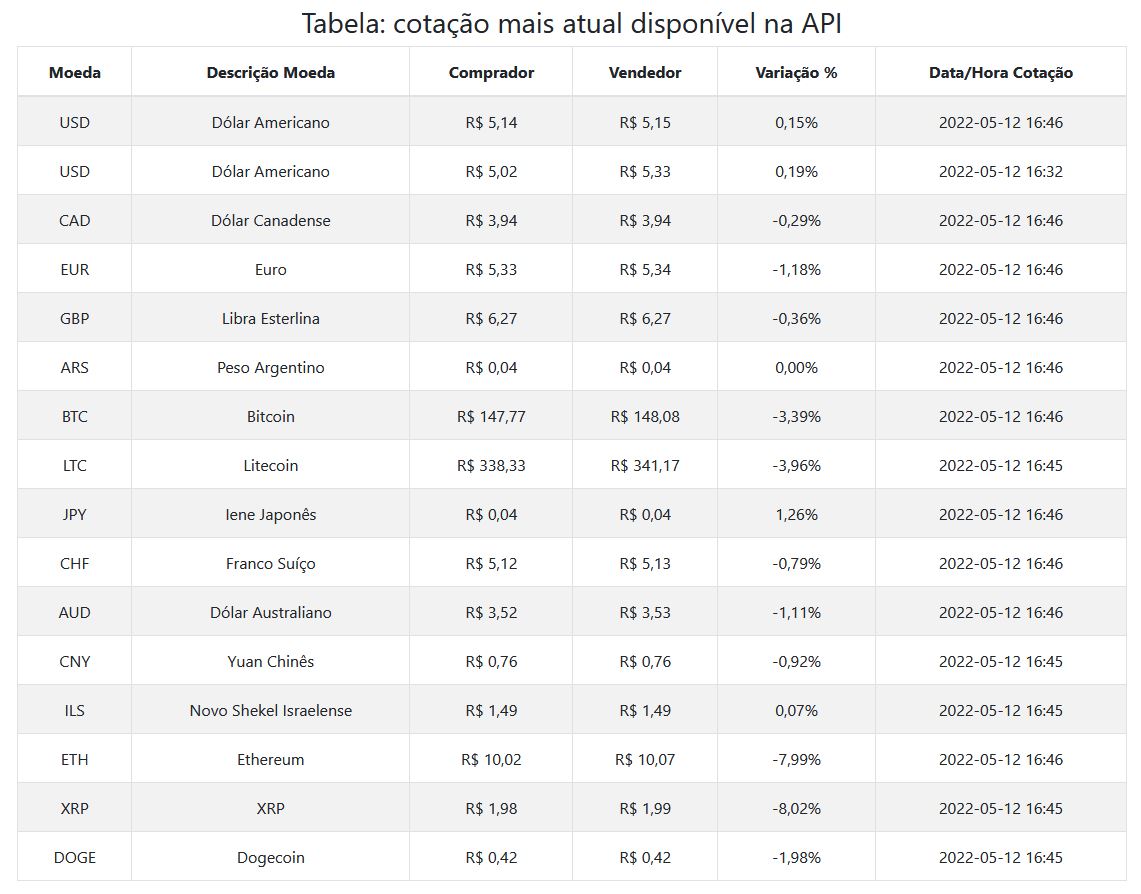 Tabela: cotação mais atual disponível na API
Moeda Descrição Moeda Comprador Vendedor Variação % Data/Hora Cotação
USD Dólar Americano R$ 5,14 R$ 5,15 0,15% 2022-05-12 16:46
USD Dólar Americano R$ 5,02 R$ 5,33 0,19% 2022-05-12 16:32
CAD Dólar Canadense R$ 3,94 R$ 3,94 -0,29% 2022-05-12 16:46
EUR Euro R$ 5,33 R$ 5,34 -1,18% 2022-05-12 16:46
GBP Libra Esterlina R$ 6,27 R$ 6,27 -0,36% 2022-05-12 16:46
ARS Peso Argentino R$ 0,04 R$ 0,04 0,00% 2022-05-12 16:46
BTC Bitcoin R$ 147,77 R$ 148,08 -3,39% 2022-05-12 16:46
LTC Litecoin R$ 338,33 R$ 341,17 -3,96% 2022-05-12 16:45
JPY Iene Japonês R$ 0,04 R$ 0,04 1,26% 2022-05-12 16:46
CHF Franco Suíço R$ 5,12 R$ 5,13 -0,79% 2022-05-12 16:46
AUD Dólar Australiano R$ 3,52 R$ 3,53 -1,11% 2022-05-12 16:46
CNY Yuan Chinês R$ 0,76 R$ 0,76 -0,92% 2022-05-12 16:45
ILS Novo Shekel Israelense R$ 1,49 R$ 1,49 0,07% 2022-05-12 16:45
ETH Ethereum R$ 10,02 R$ 10,07 -7,99% 2022-05-12 16:46
XRP XRP R$ 1,98 R$ 1,99 -8,02% 2022-05-12 16:45
DOGE Dogecoin R$ 0,42 R$ 0,42 -1,98% 2022-05-12 16:45